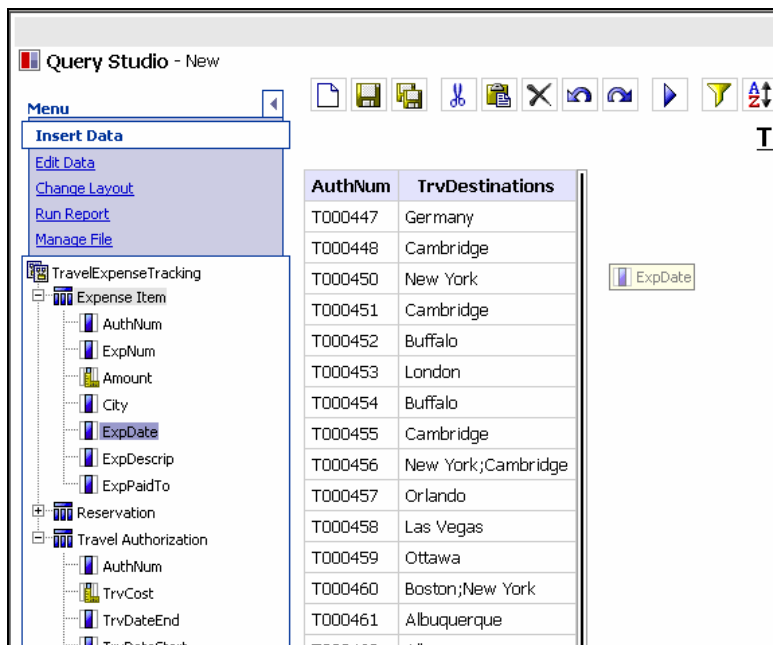 Query Studio - New
Menu
Insert Data
Edit Data
Change Layout
Run Report
Manage File
TravelExpenseTracking
Expense Item
AuthNum
ExpNum
Amount
City
ExpDate
ExpDescrip
ExpPaidTo
Reservation
Travel Authorization
AuthNum
TrvCost
TrvDateEnd
TrvDateStart
A
Z
T
AuthNum TrvDestinations
T000447 Germany
T000448 Cambridge
T000450 New York
T000451 Cambridge
T000452 Buffalo
T000453 London
T000454 Buffalo
T000455 Cambridge
T000456 New York;Cambridge
T000457 Orlando
T000458 Las Vegas
T000459 Ottawa
T000460 Boston;New York
T000461 Albuquerque
ExpDate